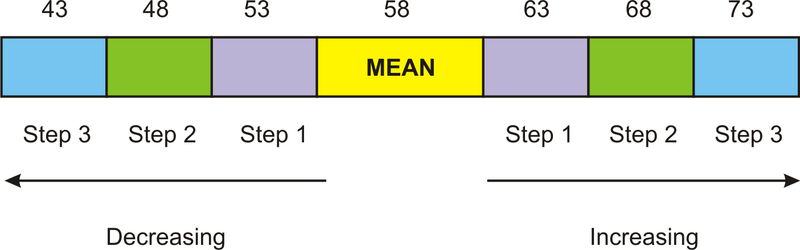 43 48 53 58 63 68 73
MEAN
Step 3 Step 2 Step 1 Step 1 Step 2 Step 3
Decreasing Increasing